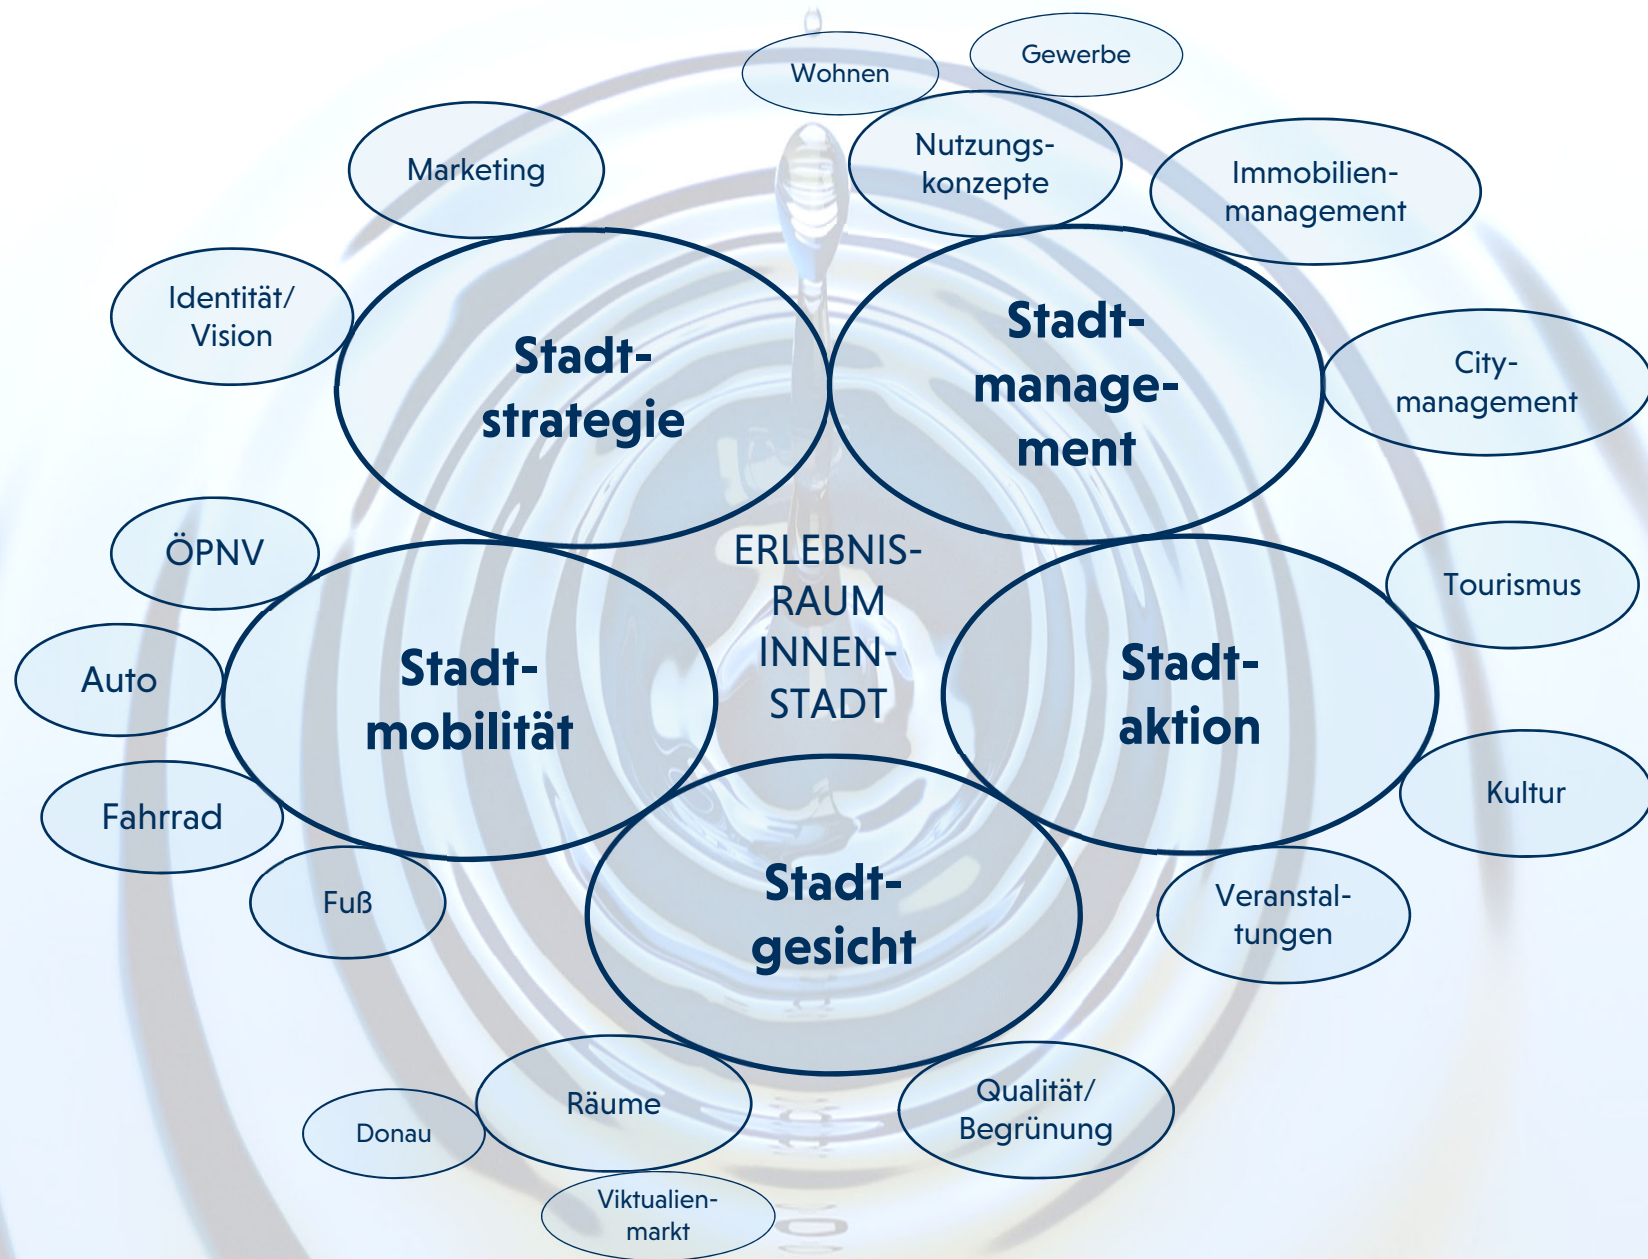 Wohnen
Gewerbe
Nutzungs-
konzepte
Immobilien-
management
Marketing
Identität/
Vision
Stadt-
strategie
Stadt-
manage-
ment
City-
management
ÖPNV
Auto
Fahrrad
Fuß
Stadt-
mobilität
ERLEBNIS-
RAUM
INNEN-
STADT
Stadt-
aktion
Tourismus
Kultur
Veranstal-
tungen
Stadt-
gesicht
Räume
Donau
Viktualien-
markt
Qualität/
Begrünung